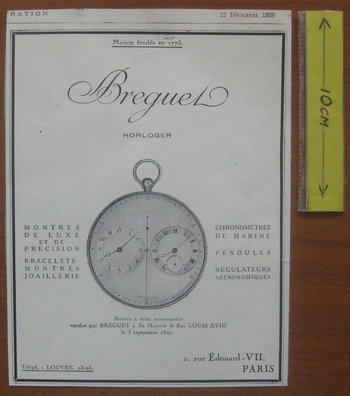 RATION 12 Décembre 1925
Maison fondée en 1775.
Breguet
HORLOGER
MONTRES
DE LUXE
ET DE
PRÉCISION
BRACELETS
MONTRES
JOAILLERIE
CHRONOMÈTRES
DE MARINE
PENDULES
RÉGULATEURS
ASTRONOMIQUES
Montre à deux mouvements
vendue par BREGUET à Sa Majesté le Roi LOUIS XVIII
le 3 septembre 1821.
2, rue Édouard-VII.
PARIS
Téléph. : LOUVRE.
10CM